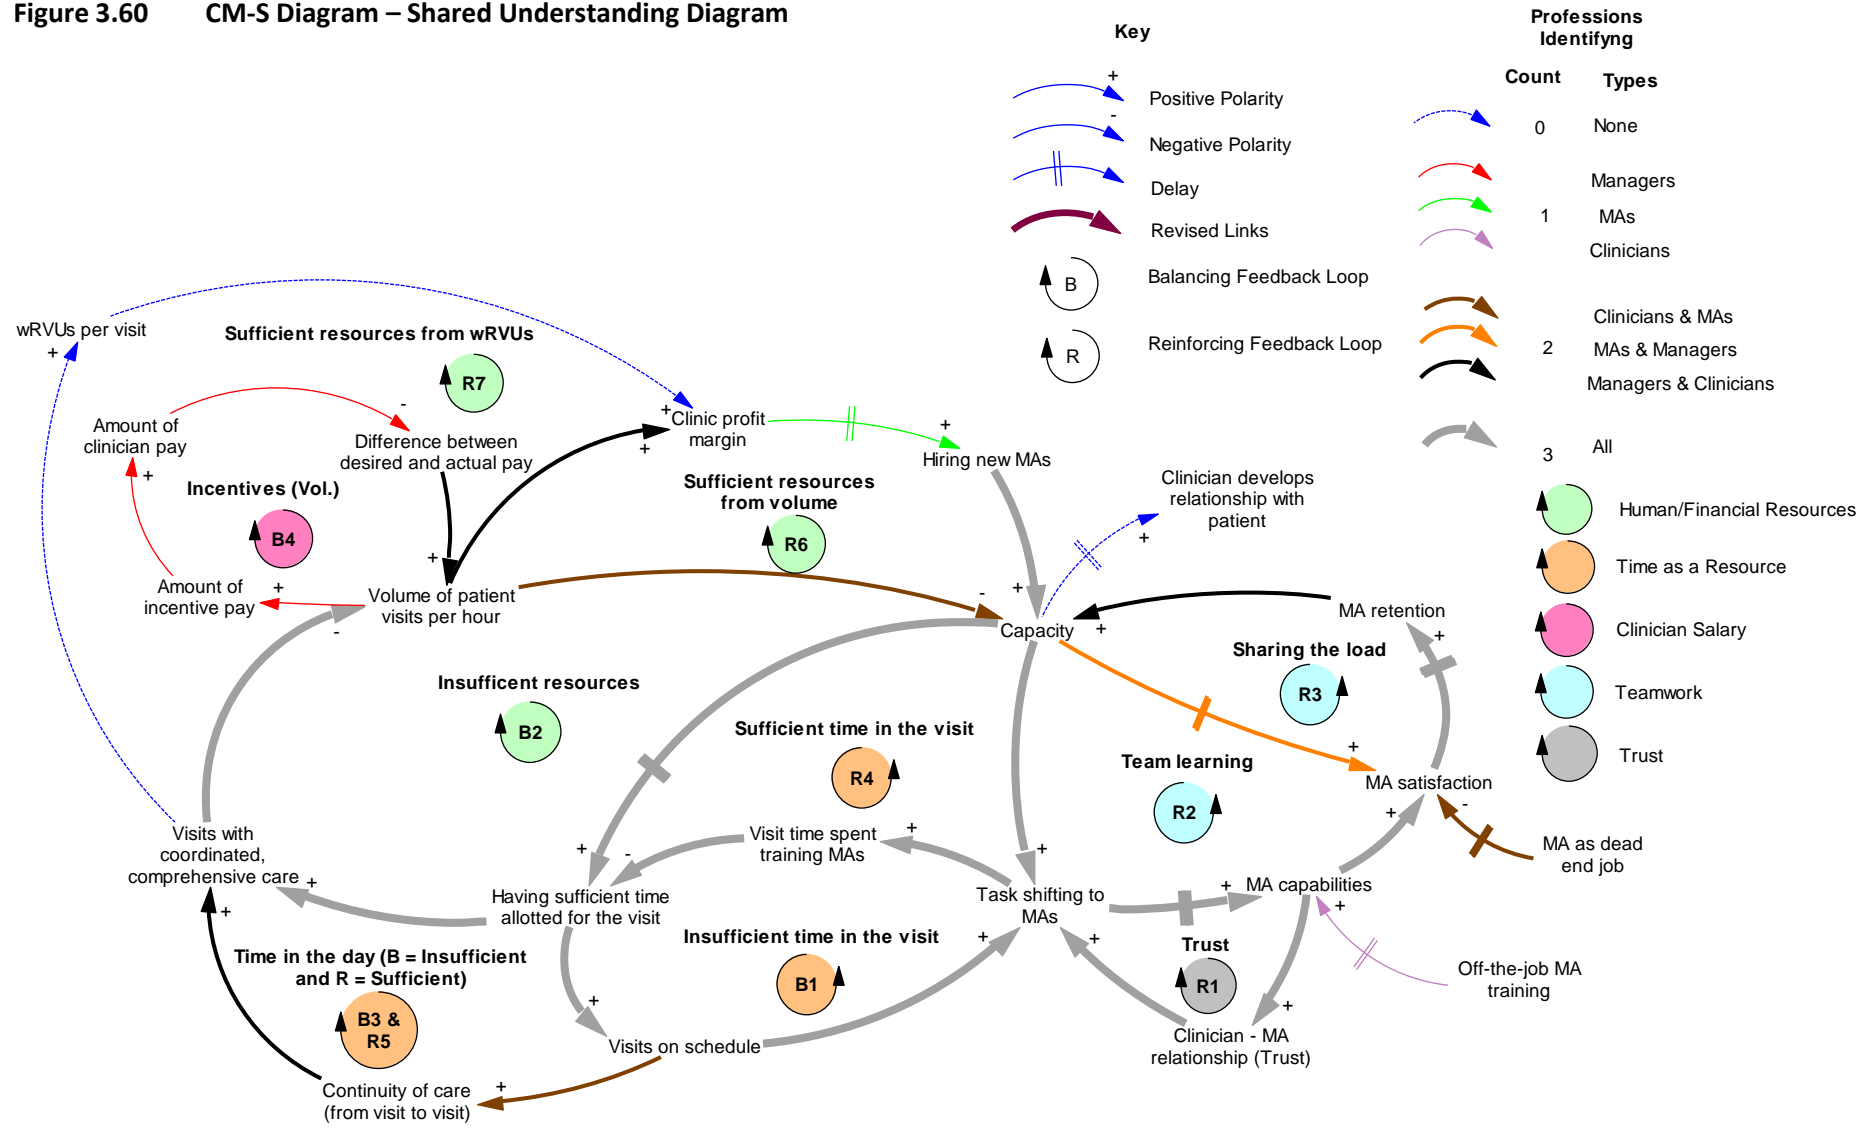 Figure 3.60 CM-S Diagram – Shared Understanding Diagram
Key
+
Positive Polarity
-
Negative Polarity
Delay
Revised Links
B
Balancing Feedback Loop
R
Reinforcing Feedback Loop
Professions
Identifyng
Count
Types
0
None
Managers
1
MAs
Clinicians
Clinicians & MAs
2
MAs & Managers
Managers & Clinicians
3
All
Human/Financial Resources
Time as a Resource
Clinician Salary
Teamwork
Trust
wRVUs per visit
+
Sufficient resources from wRVUs
R7
Amount of
clinician pay
+
-
Difference between
desired and actual pay
+
Clinic profit
margin
+
+
Hiring new MAs
Incentives (Vol.)
B4
Sufficient resources
from volume
R6
Clinician develops
relationship with
patient
+
Amount of
incentive pay
+
+
Volume of patient
visits per hour
-
-
+
Capacity
+
MA retention
+
Sharing the load
R3
Insufficent resources
B2
Sufficient time in the visit
R4
Team learning
R2
+
MA satisfaction
+
-
MA as dead
end job
Visits with
coordinated,
comprehensive care
+
+
-
Visit time spent
training MAs
+
+
Having sufficient time
allotted for the visit
Task shifting to
MAs
+
MA capabilities
+
+
Time in the day (B = Insufficient
and R = Sufficient)
B3 &
R5
Insufficient time in the visit
B1
+
+
Trust
R1
Off-the-job MA
training
+
Visits on schedule
+
Clinician - MA
relationship (Trust)
Continuity of care
(from visit to visit)
+